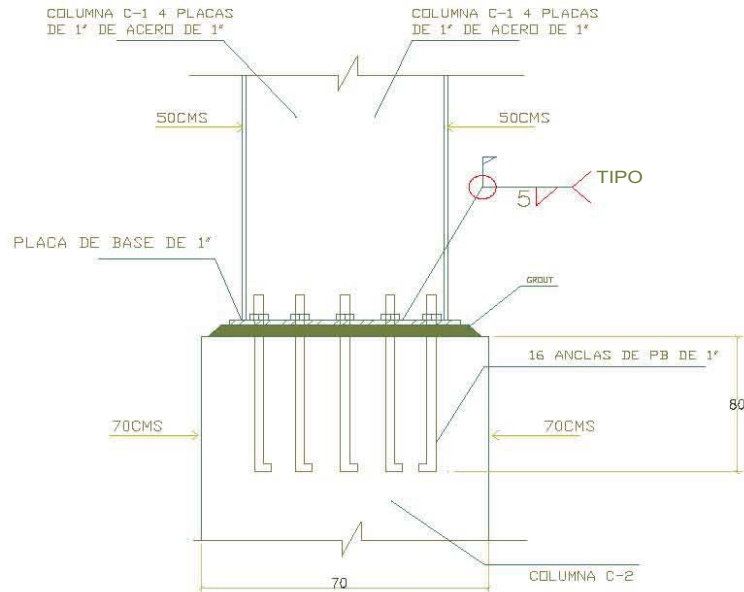 COLUMNA C-1 4 PLACAS
DE 1" DE ACERO DE 1"
COLUMNA C-1 4 PLACAS
DE 1" DE ACERO DE 1"
50CMS
50CMS
TIPO
5
PLACA DE BASE DE 1"
GROUT
16 ANCLAS DE PB DE 1"
80
70CMS
70CMS
70
COLUMNA C-2